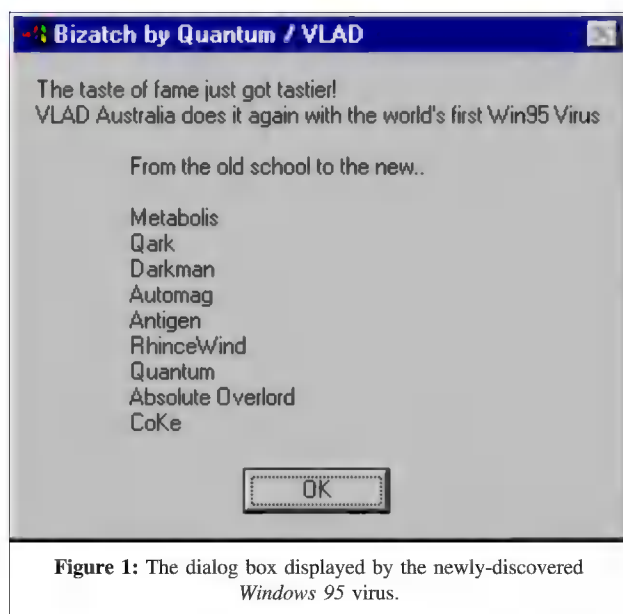 Bizatch by Quantum / VLAD
The taste of fame just got tastier!
VLAD Australia does it again with the world's first Win95 Virus
From the old school to the new..
Metabolis
Qark
Darkman
Automag
Antigen
RhinceWind
Quantum
Absolute Overlord
CoKe
OK
Figure 1: The dialog box displayed by the newly-discovered
Windows 95 virus.